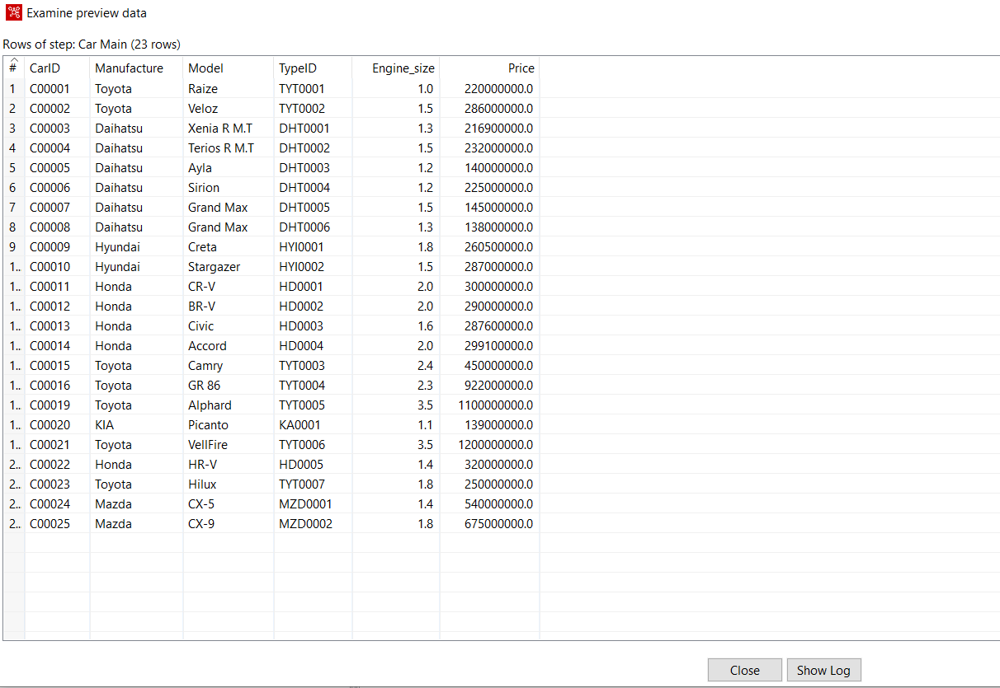 Examine preview data
Rows of step: Car Main (23 rows)
# CarID Manufacture Model TypeID Engine_size Price
1 C00001 Toyota Raize TYT0001 1.0 220000000.0
2 C00002 Toyota Veloz TYT0002 1.5 286000000.0
3 C00003 Daihatsu Xenia R M.T DHT0001 1.3 216900000.0
4 C00004 Daihatsu Terios R M.T DHT0002 1.5 232000000.0
5 C00005 Daihatsu Ayla DHT0003 1.2 140000000.0
6 C00006 Daihatsu Sirion DHT0004 1.2 225000000.0
7 C00007 Daihatsu Grand Max DHT0005 1.5 145000000.0
8 C00008 Daihatsu Grand Max DHT0006 1.3 138000000.0
9 C00009 Hyundai Creta HYI0001 1.8 260500000.0
1.. C00010 Hyundai Stargazer HYI0002 1.5 287000000.0
1.. C00011 Honda CR-V HD0001 2.0 300000000.0
1.. C00012 Honda BR-V HD0002 2.0 290000000.0
1.. C00013 Honda Civic HD0003 1.6 287600000.0
1.. C00014 Honda Accord HD0004 2.0 299100000.0
1.. C00015 Toyota Camry TYT0003 2.4 450000000.0
1.. C00016 Toyota GR 86 TYT0004 2.3 922000000.0
1.. C00019 Toyota Alphard TYT0005 3.5 1100000000.0
1.. C00020 KIA Picanto KA0001 1.1 139000000.0
1.. C00021 Toyota VellFire TYT0006 3.5 1200000000.0
2.. C00022 Honda HR-V HD0005 1.4 320000000.0
2.. C00023 Toyota Hilux TYT0007 1.8 250000000.0
2.. C00024 Mazda CX-5 MZD0001 1.4 540000000.0
2.. C00025 Mazda CX-9 MZD0002 1.8 675000000.0
Close Show Log